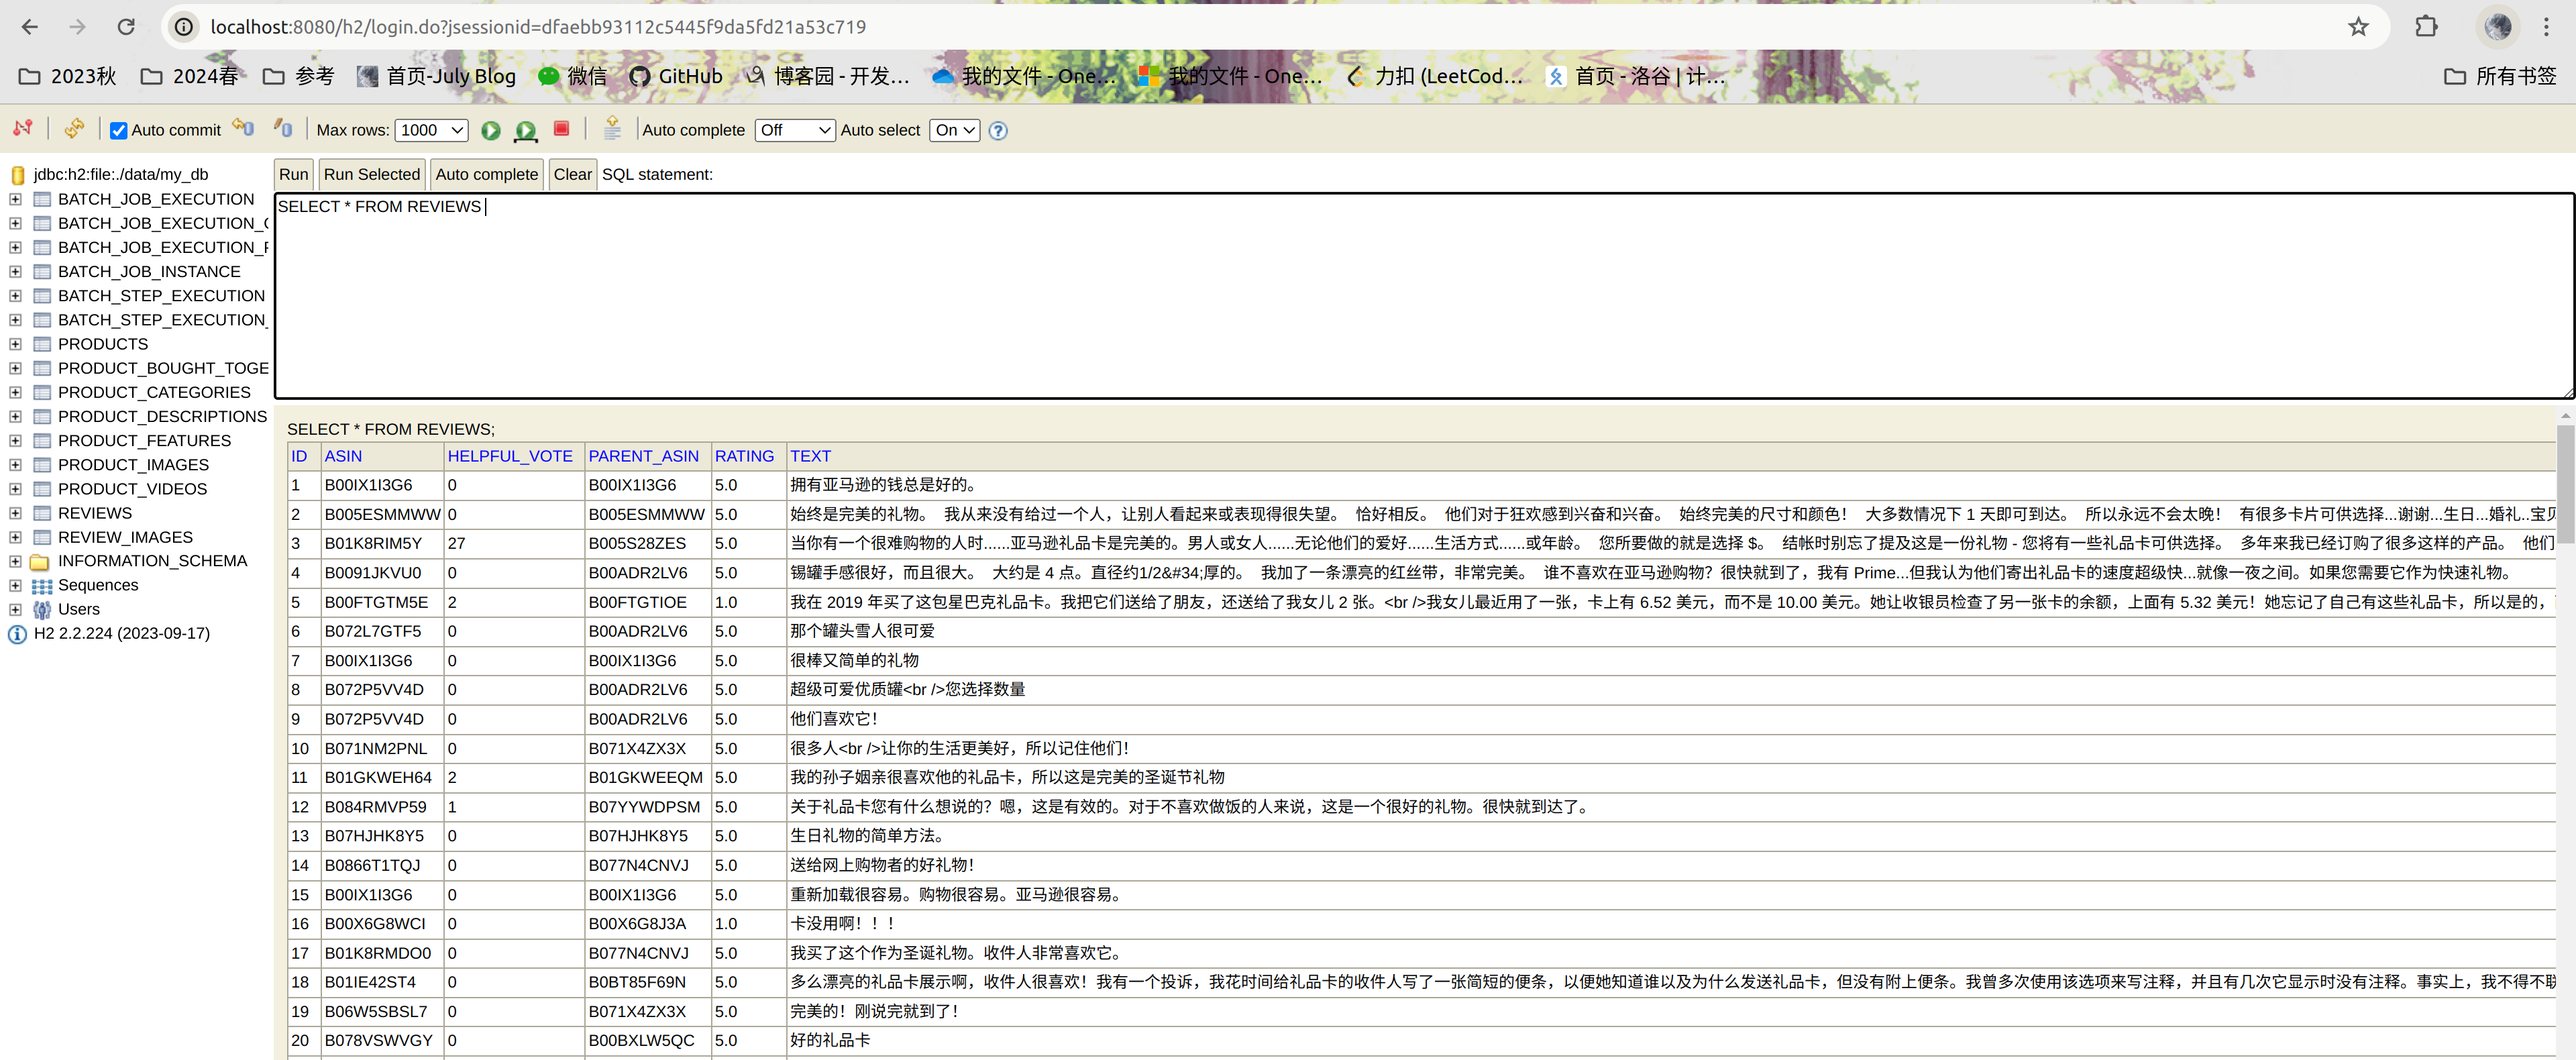 localhost:8080/h2/login.do?jsessionid=dfaebb93112c5445f9da5fd21a53c719
2023秋 2024春 参考 首页-July Blog 微信 GitHub 博客园 - 开发... 我的文件 - One... 我的文件 - One... 力扣 (LeetCod... 首页 - 洛谷 | 计... 所有书签
Auto commit Max rows: 1000 Auto complete Off Auto select On
jdbc:h2:file:./data/my_db
BATCH_JOB_EXECUTION
BATCH_JOB_EXECUTION_
BATCH_JOB_EXECUTION_
BATCH_JOB_INSTANCE
BATCH_STEP_EXECUTION
BATCH_STEP_EXECUTION_
PRODUCTS
PRODUCT_BOUGHT_TOGE
PRODUCT_CATEGORIES
PRODUCT_DESCRIPTIONS
PRODUCT_FEATURES
PRODUCT_IMAGES
PRODUCT_VIDEOS
REVIEWS
REVIEW_IMAGES
INFORMATION_SCHEMA
Sequences
Users
H2 2.2.224 (2023-09-17)
Run Run Selected Auto complete Clear SQL statement:
SELECT * FROM REVIEWS
SELECT * FROM REVIEWS;
ID ASIN HELPFUL_VOTE PARENT_ASIN RATING TEXT
1 B00IX1I3G6 0 B00IX1I3G6 5.0 拥有亚马逊的钱总是好的。
2 B005ESMMWW 0 B005ESMMWW 5.0 始终是完美的礼物。 我从来没有给过一个人，让别人看起来或表现得很失望。 恰好相反。 他们对于狂欢感到兴奋和兴奋。 始终完美的尺寸和颜色！ 大多数情况下 1 天即可到达。 所以永远不会太晚！ 有很多卡片可供选择...谢谢...生日...婚礼..宝贝
3 B01K8RIM5Y 27 B005S28ZES 5.0 当你有一个很难购物的人时......亚马逊礼品卡是完美的。男人或女人......无论他们的爱好......生活方式......或年龄。 您所要做的就是选择 $。 结帐时别忘了提及这是一份礼物 - 您将有一些礼品卡可供选择。 多年来我已经订购了很多这样的产品。 他们
4 B0091JKVU0 0 B00ADR2LV6 5.0 锡罐手感很好，而且很大。 大约是 4 点。直径约1/2&#34;厚的。 我加了一条漂亮的红丝带，非常完美。 谁不喜欢在亚马逊购物？很快就到了，我有 Prime...但我认为他们寄出礼品卡的速度超级快...就像一夜之间。如果您需要它作为快速礼物。
5 B00FTGTM5E 2 B00FTGTIOE 1.0 我在 2019 年买了这包星巴克礼品卡。我把它们送给了朋友，还送给了我女儿 2 张。<br />我女儿最近用了一张，卡上有 6.52 美元，而不是 10.00 美元。她让收银员检查了另一张卡的余额，上面有 5.32 美元！她忘记了自己有这些礼品卡，所以是的，
6 B072L7GTF5 0 B00ADR2LV6 5.0 那个罐头雪人很可爱
7 B00IX1I3G6 0 B00IX1I3G6 5.0 很棒又简单的礼物
8 B072P5VV4D 0 B00ADR2LV6 5.0 超级可爱优质罐<br />您选择数量
9 B072P5VV4D 0 B00ADR2LV6 5.0 他们喜欢它！
10 B071NM2PNL 0 B071X4ZX3X 5.0 很多人<br />让你的生活更美好，所以记住他们！
11 B01GKWEH64 2 B01GKWEEQM 5.0 我的孙子姻亲很喜欢他的礼品卡，所以这是完美的圣诞节礼物
12 B084RMVP59 1 B07YYWDPSM 5.0 关于礼品卡您有什么想说的？嗯，这是有效的。对于不喜欢做饭的人来说，这是一个很好的礼物。很快就到达了。
13 B07HJHK8Y5 0 B07HJHK8Y5 5.0 生日礼物的简单方法。
14 B0866T1TQJ 0 B077N4CNVJ 5.0 送给网上购物者的好礼物！
15 B00IX1I3G6 0 B00IX1I3G6 5.0 重新加载很容易。购物很容易。亚马逊很容易。
16 B00X6G8WCI 0 B00X6G8J3A 1.0 卡没用啊！！！
17 B01K8RMDO0 0 B077N4CNVJ 5.0 我买了这个作为圣诞礼物。收件人非常喜欢它。
18 B01IE42ST4 0 B0BT85F69N 5.0 多么漂亮的礼品卡展示啊，收件人很喜欢！我有一个投诉，我花时间给礼品卡的收件人写了一张简短的便条，以便她知道谁以及为什么发送礼品卡，但没有附上便条。我曾多次使用该选项来写注释，并且有几次它显示时没有注释。事实上，我不得不联
19 B06W5SBSL7 0 B071X4ZX3X 5.0 完美的！刚说完就到了！
20 B078VSWVGY 0 B00BXLW5QC 5.0 好的礼品卡